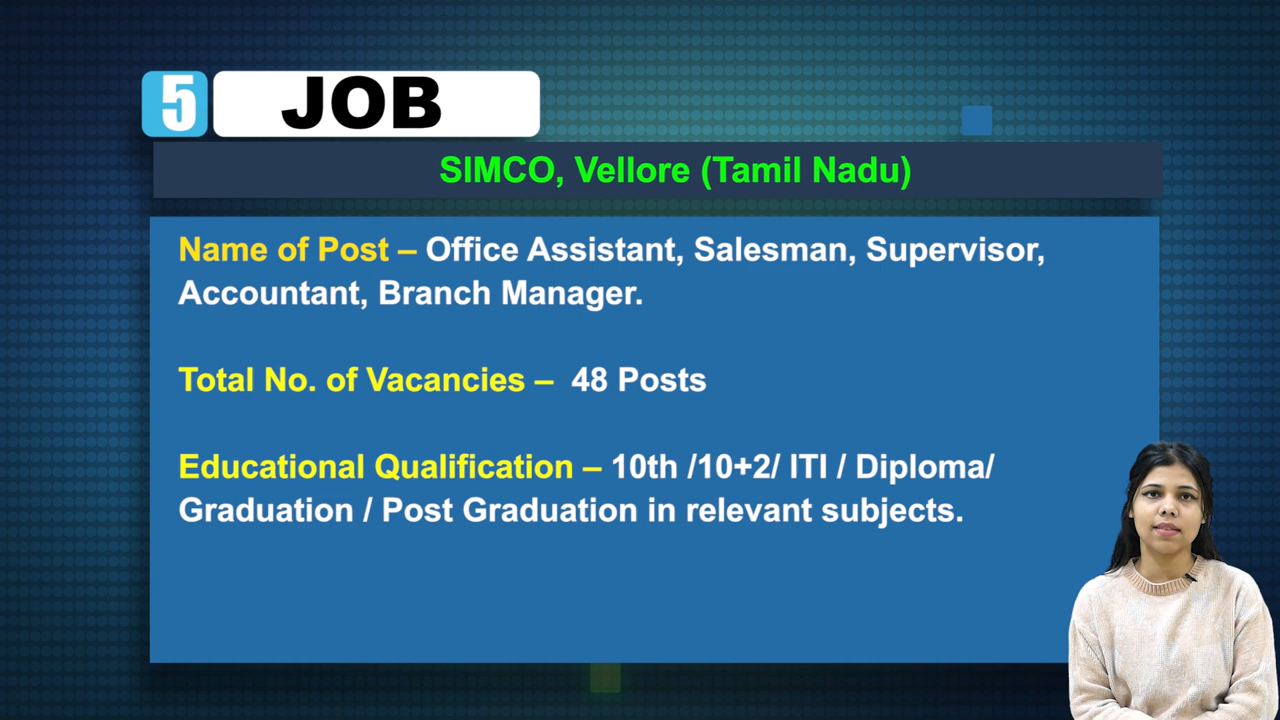 5 JOB
SIMCO, Vellore (Tamil Nadu)
Name of Post – Office Assistant, Salesman, Supervisor,
Accountant, Branch Manager.
Total No. of Vacancies – 48 Posts
Educational Qualification – 10th /10+2/ ITI / Diploma/
Graduation / Post Graduation in relevant subjects.